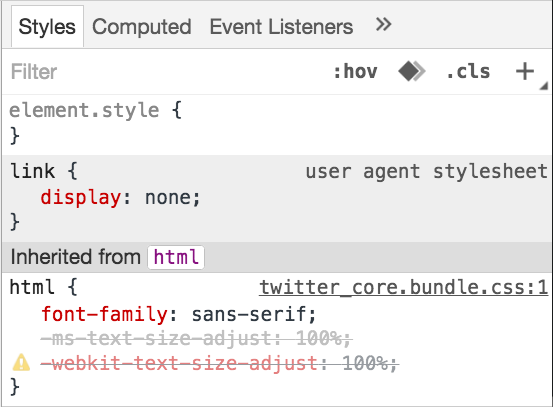 Styles Computed Event Listeners »
Filter :hov .cls +
element.style {
}
link { user agent stylesheet
display: none;
}
Inherited from html
html { twitter_core.bundle.css:1
font-family: sans-serif;
-ms-text-size-adjust: 100%;
-webkit-text-size-adjust: 100%;
}